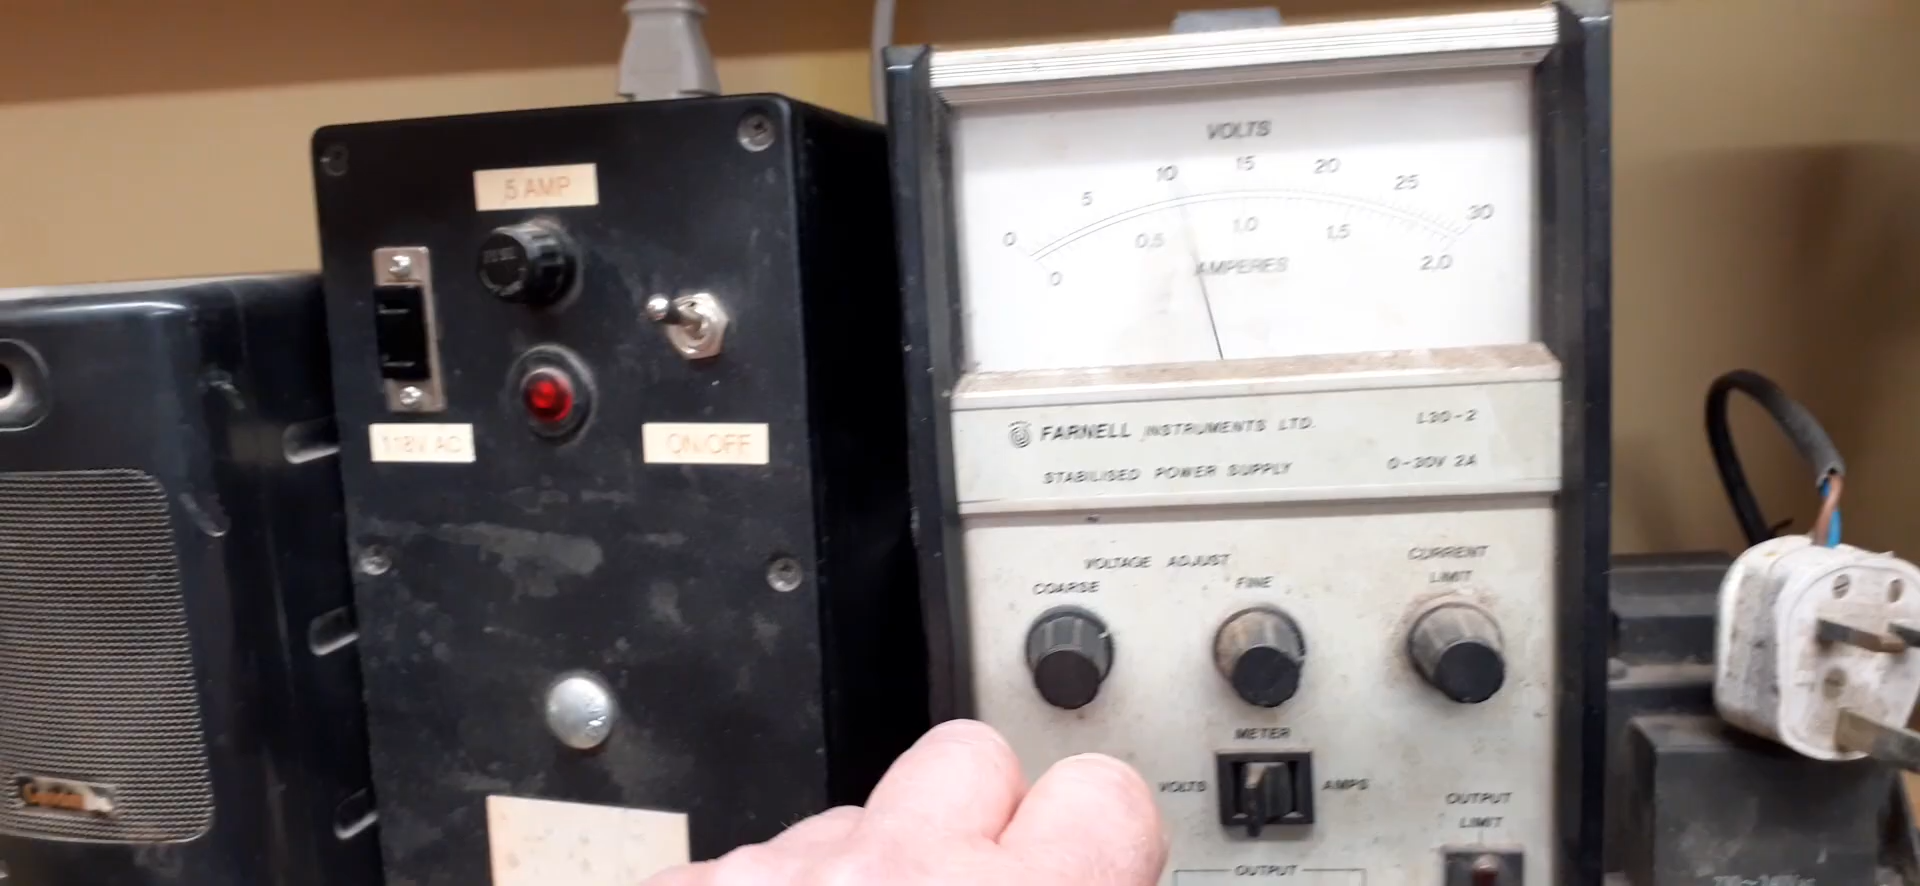 .5 AMP
FUSE
118V AC
ON/OFF
VOLTS
0 5 10 15 20 25 30
0 0.5 1.0 1.5 2.0
AMPERES
FARNELL INSTRUMENTS LTD. L30-2
STABILISED POWER SUPPLY 0-30V 2A
VOLTAGE ADJUST
COARSE
FINE
CURRENT
LIMIT
METER
VOLTS
AMPS
OUTPUT
LIMIT
OUTPUT